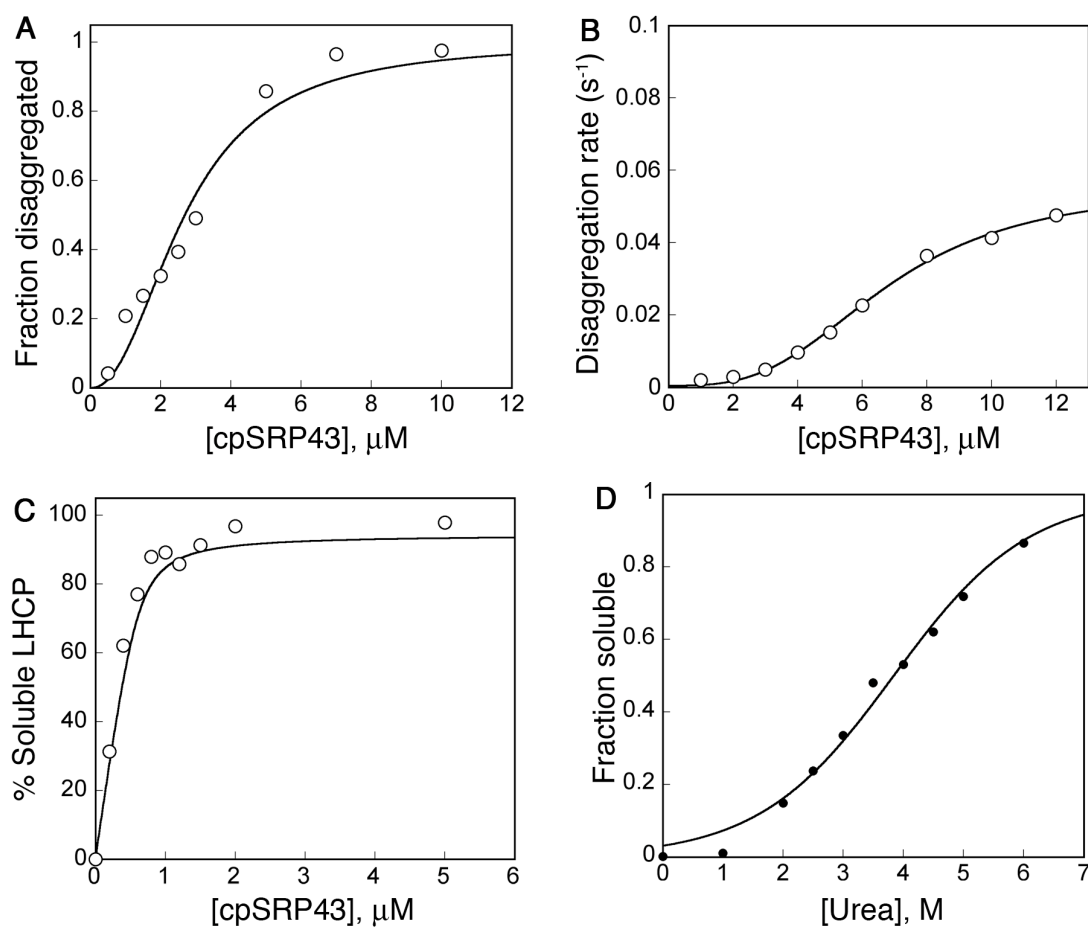 A
Fraction disaggregated
1
0.8
0.6
0.4
0.2
0
0 2 4 6 8 10 12
[cpSRP43], μM
B
Disaggregation rate (s⁻¹)
0.1
0.08
0.06
0.04
0.02
0
0 2 4 6 8 10 12
[cpSRP43], μM
C
% Soluble LHCP
100
80
60
40
20
0
0 1 2 3 4 5 6
[cpSRP43], μM
D
Fraction soluble
1
0.8
0.6
0.4
0.2
0
0 1 2 3 4 5 6 7
[Urea], M